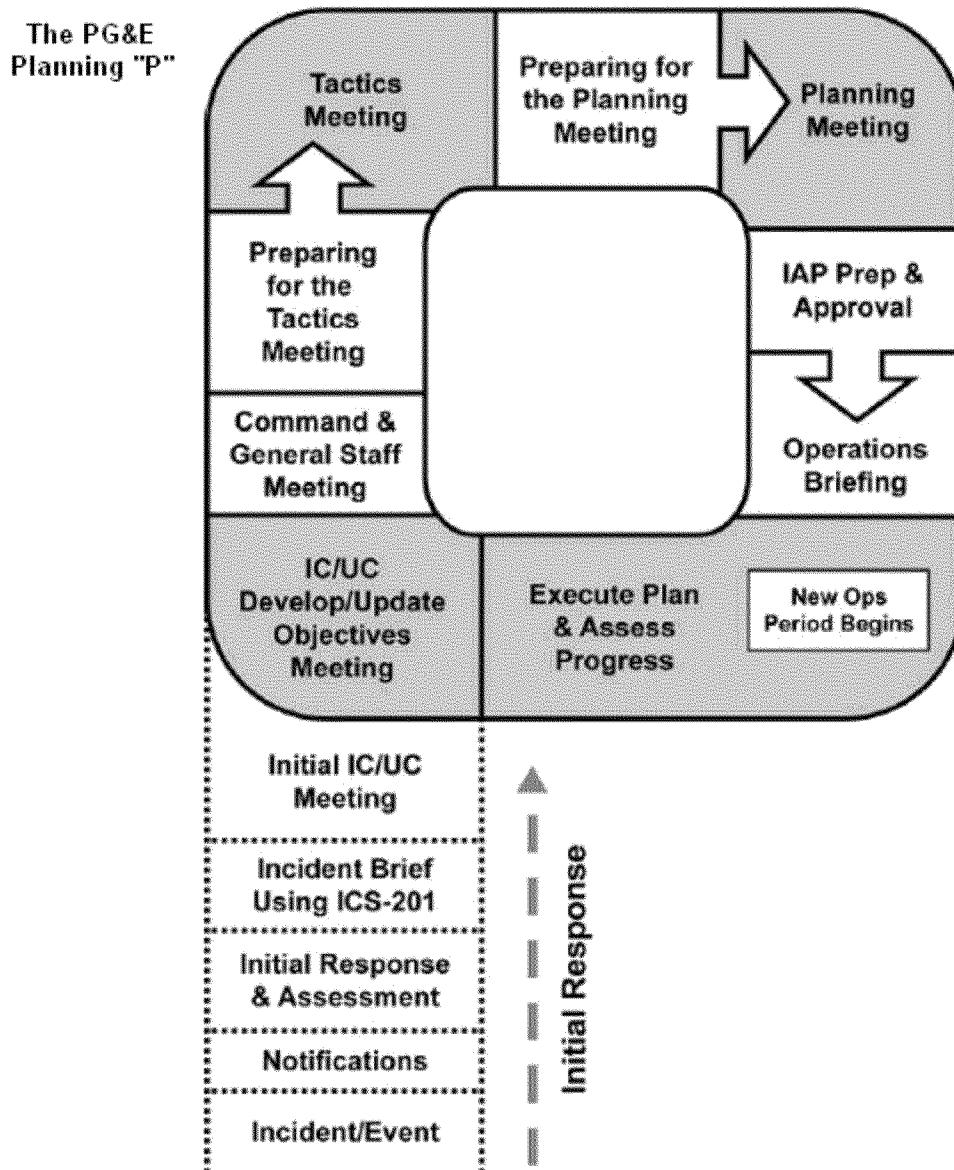 The PG&E
Planning "P"
Tactics
Meeting
Preparing for
the Planning
Meeting
Planning
Meeting
Preparing
for the
Tactics
Meeting
IAP Prep &
Approval
Command &
General Staff
Meeting
Operations
Briefing
IC/UC
Develop/Update
Objectives
Meeting
Execute Plan
& Assess
Progress
New Ops
Period Begins
Initial IC/UC
Meeting
Incident Brief
Using ICS-201
Initial Response
& Assessment
Notifications
Incident/Event
Initial Response